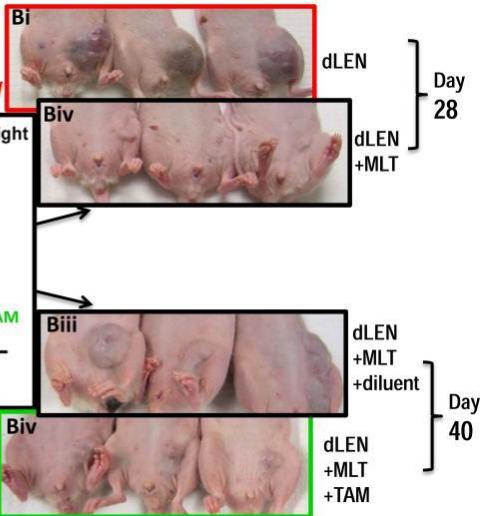 Bi
dLEN
Day
28
Biv
dLEN
+MLT
ght
AM
Biii
dLEN
+MLT
+diluent
Day
40
Biv
dLEN
+MLT
+TAM